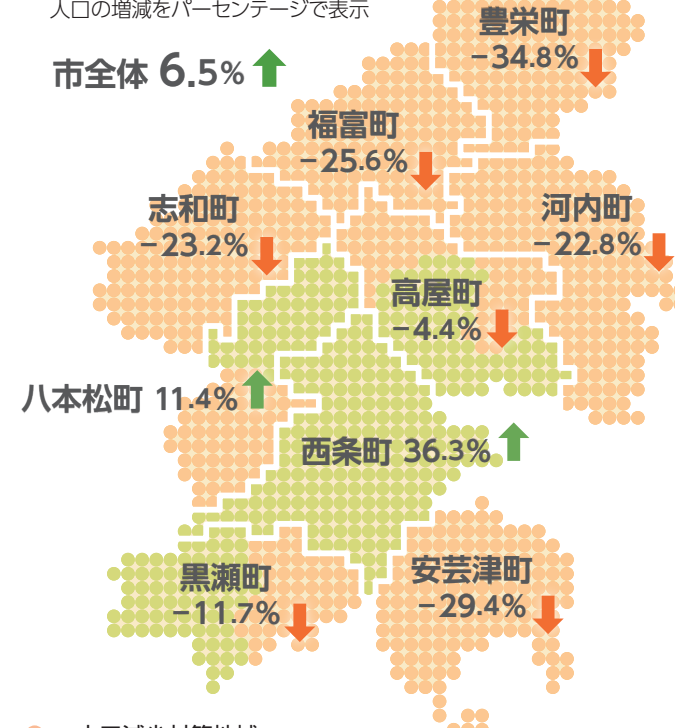 人口の増減をパーセンテージで表示
市全体 6.5%
豊栄町
−34.8%
福富町
−25.6%
志和町
−23.2%
河内町
−22.8%
高屋町
−4.4%
八本松町 11.4%
西条町 36.3%
黒瀬町
−11.7%
安芸津町
−29.4%